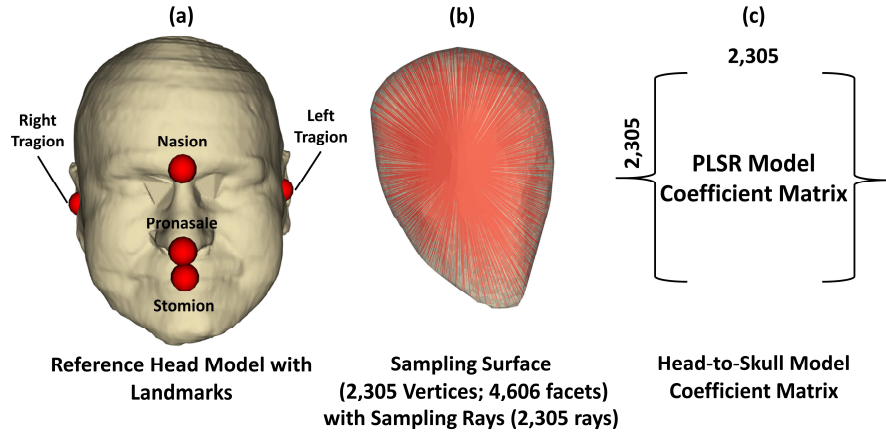 (a)
Right
Tragion
Nasion
Left
Tragion
Pronasale
Stomion
Reference Head Model with
Landmarks
(b)
Sampling Surface
(2,305 Vertices; 4,606 facets)
with Sampling Rays (2,305 rays)
(c)
2,305
2,305
PLSR Model
Coefficient Matrix
Head-to-Skull Model
Coefficient Matrix